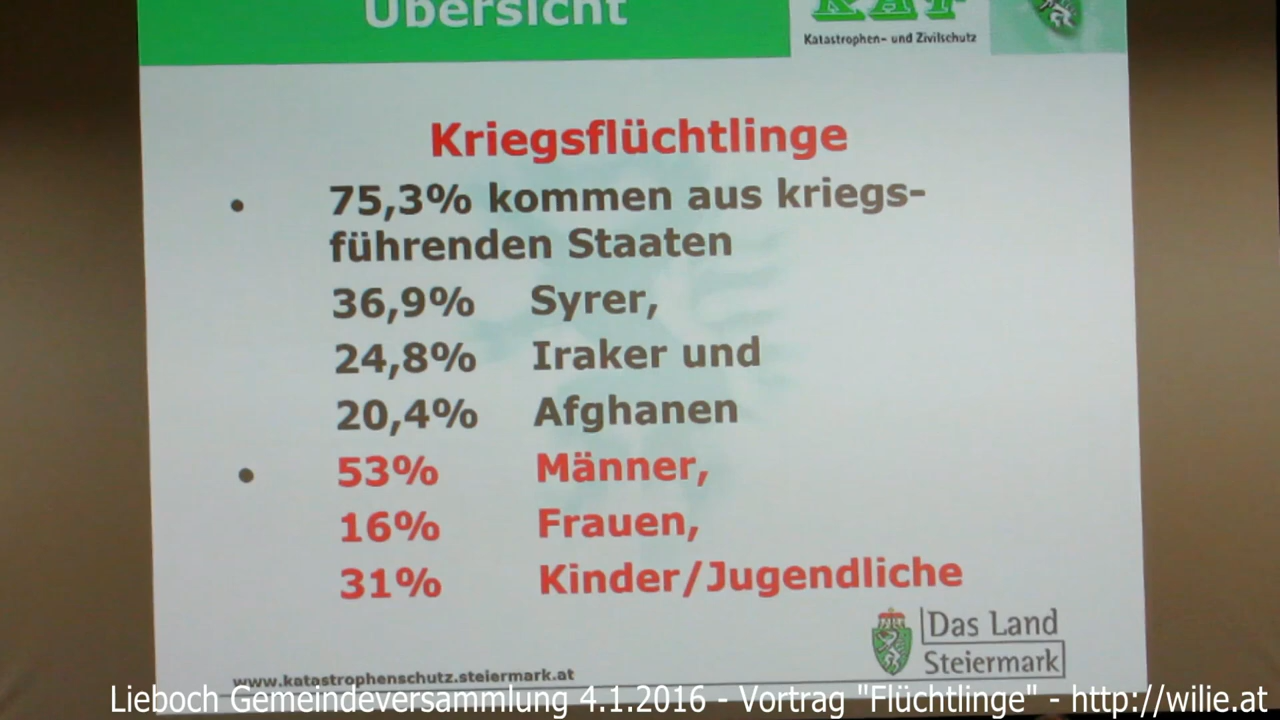 Übersicht
KAT
Katastrophen- und Zivilschutz
Kriegsflüchtlinge
• 75,3% kommen aus kriegs-
führenden Staaten
36,9% Syrer,
24,8% Iraker und
20,4% Afghanen
• 53% Männer,
16% Frauen,
31% Kinder/Jugendliche
Das Land
Steiermark
www.katastrophenschutz.steiermark.at
Lieboch Gemeindeversammlung 4.1.2016 - Vortrag "Flüchtlinge" - http://wilie.at